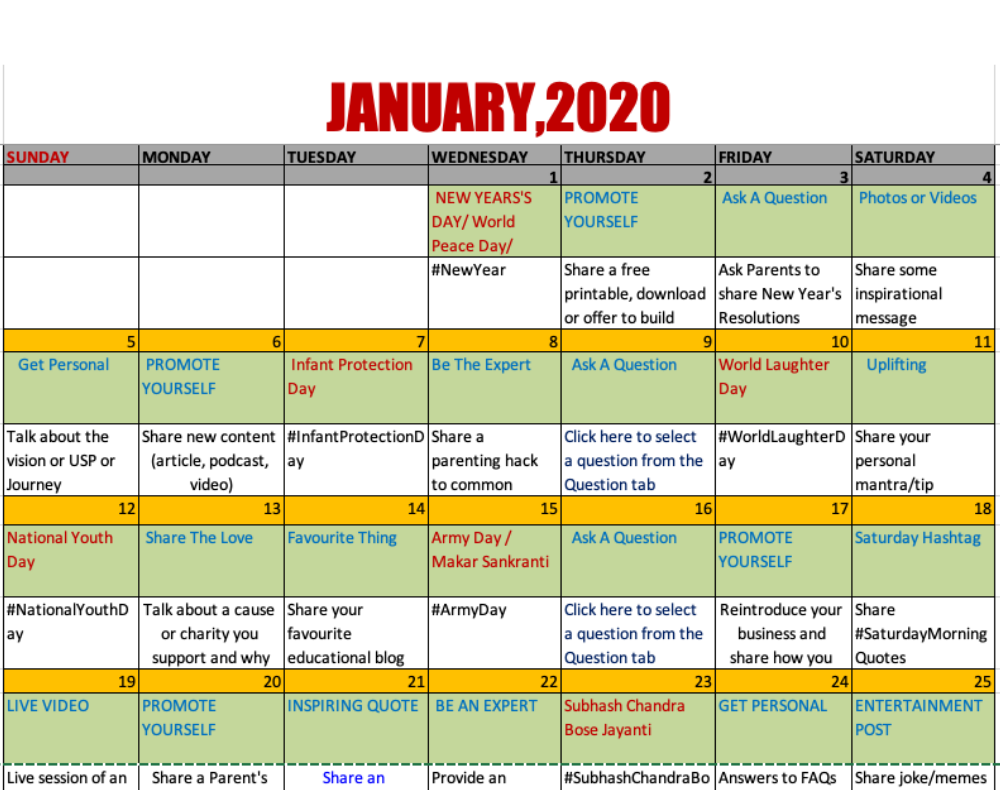 JANUARY,2020
SUNDAY MONDAY TUESDAY WEDNESDAY THURSDAY FRIDAY SATURDAY
1 2 3 4
NEW YEARS'S PROMOTE Ask A Question Photos or Videos
DAY/ World YOURSELF
Peace Day/
#NewYear Share a free Ask Parents to Share some
printable, download share New Year's inspirational
or offer to build Resolutions message
5 6 7 8 9 10 11
Get Personal PROMOTE Infant Protection Be The Expert Ask A Question World Laughter Uplifting
YOURSELF Day Day
Talk about the Share new content #InfantProtectionD Share a Click here to select #WorldLaughterD Share your
vision or USP or (article, podcast, ay parenting hack a question from the ay personal
Journey video) to common Question tab mantra/tip
12 13 14 15 16 17 18
National Youth Share The Love Favourite Thing Army Day / Ask A Question PROMOTE Saturday Hashtag
Day Makar Sankranti YOURSELF
#NationalYouthD Talk about a cause Share your #ArmyDay Click here to select Reintroduce your Share
ay or charity you favourite a question from the business and #SaturdayMorning
support and why educational blog Question tab share how you Quotes
19 20 21 22 23 24 25
LIVE VIDEO PROMOTE INSPIRING QUOTE BE AN EXPERT Subhash Chandra GET PERSONAL ENTERTAINMENT
YOURSELF Bose Jayanti POST
Live session of an Share a Parent's Share an Provide an #SubhashChandraBo Answers to FAQs Share joke/memes